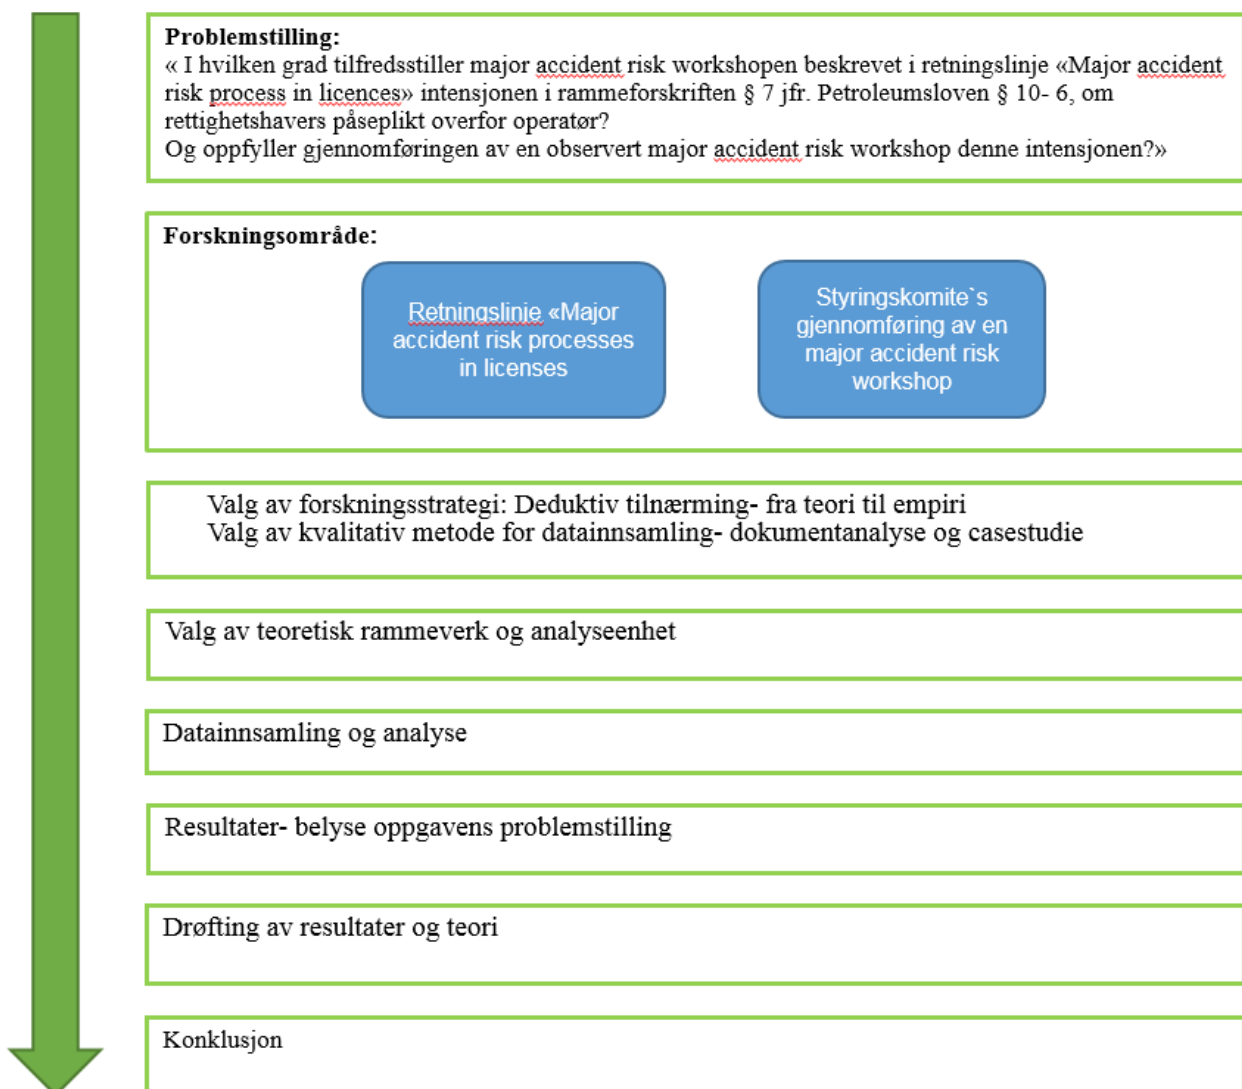 Problemstilling:
« I hvilken grad tilfredsstiller major accident risk workshopen beskrevet i retningslinje «Major accident
risk process in licences» intensjonen i rammeforskriften § 7 jfr. Petroleumsloven § 10- 6, om
rettighetshavers påseplikt overfor operatør?
Og oppfyller gjennomføringen av en observert major accident risk workshop denne intensjonen?»
Forskningsområde:
Retningslinje «Major
accident risk processes
in licenses
Styringskomite`s
gjennomføring av en
major accident risk
workshop
Valg av forskningsstrategi: Deduktiv tilnærming- fra teori til empiri
Valg av kvalitativ metode for datainnsamling- dokumentanalyse og casestudie
Valg av teoretisk rammeverk og analyseenhet
Datainnsamling og analyse
Resultater- belyse oppgavens problemstilling
Drøfting av resultater og teori
Konklusjon